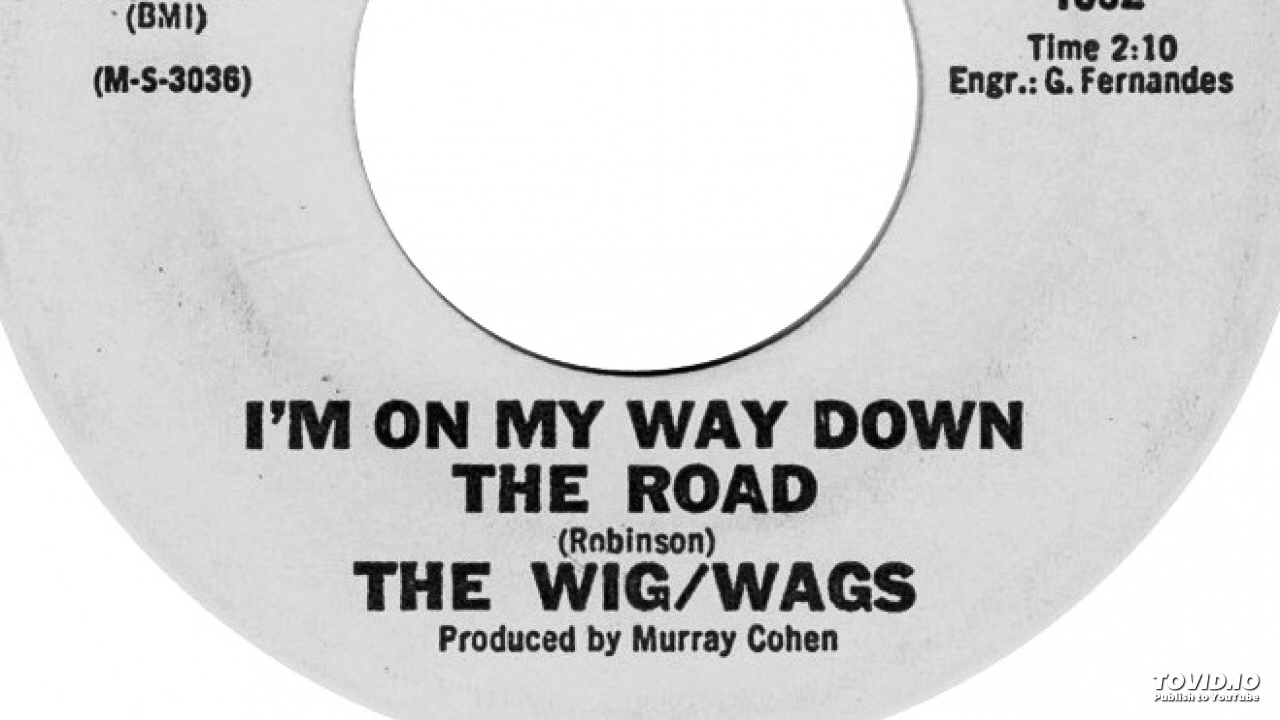 (BMI)
(M-S-3036)
Time 2:10
Engr.: G. Fernandes
I'M ON MY WAY DOWN
THE ROAD
(Robinson)
THE WIG/WAGS
Produced by Murray Cohen
TOVID.IO
Publish to YouTube